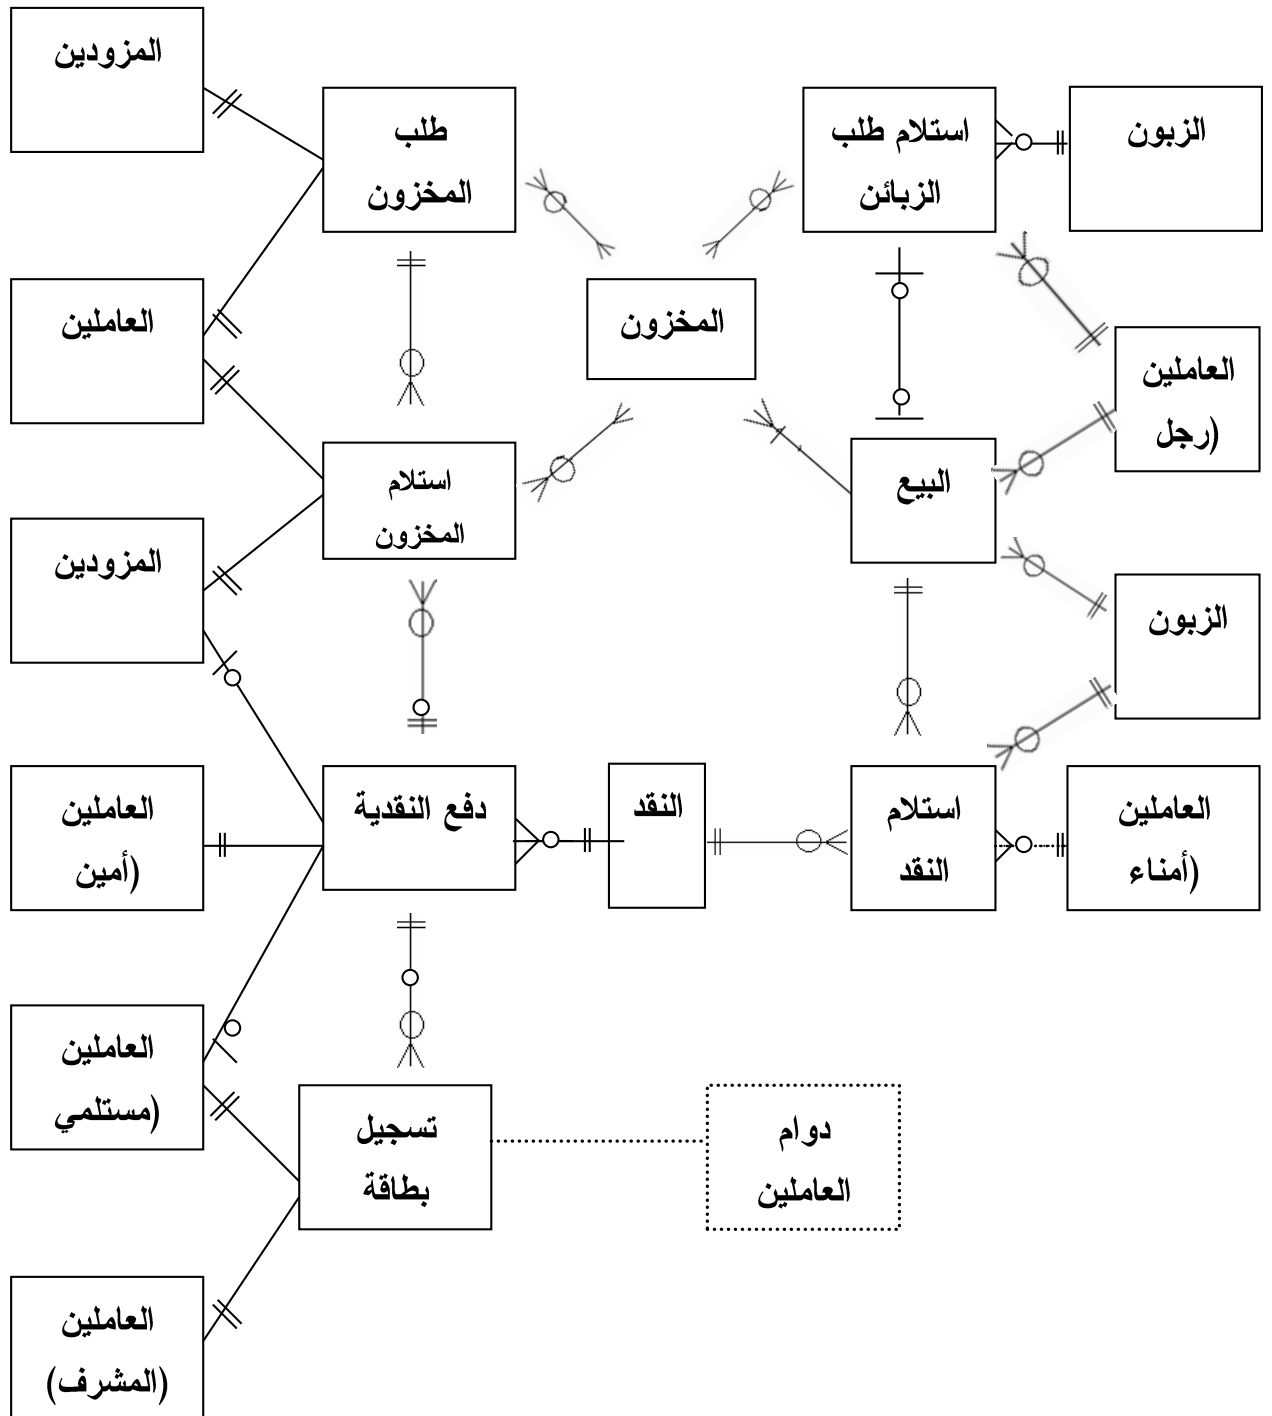 المزودين
طلب
المخزون
استلام طلب
الزبائن
الزبون
العاملين
المخزون
العاملين
(رجل
استلام
المخزون
البيع
المزودين
الزبون
العاملين
(أمين
دفع النقدية
النقد
استلام
النقد
العاملين
(أمناء
العاملين
(مستلمي
تسجيل
بطاقة
دوام
العاملين
العاملين
(المشرف)